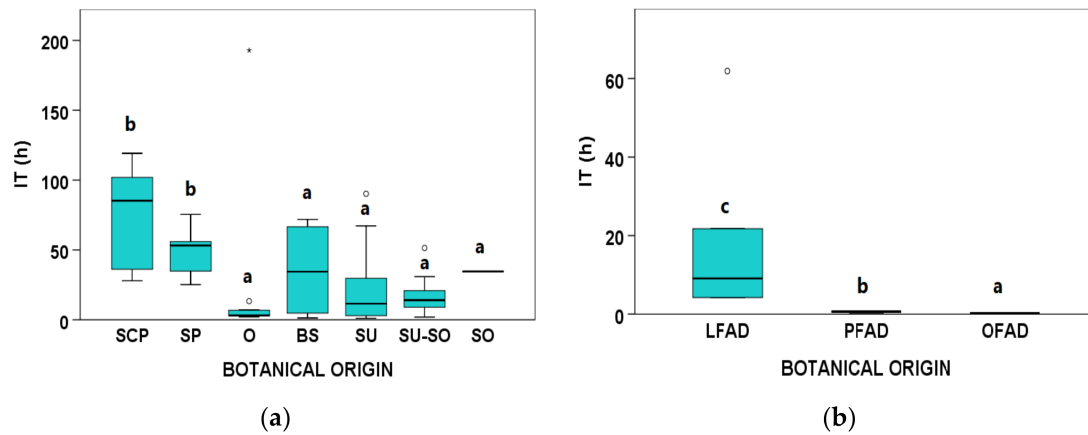 200
150
100
50
0
IT (h)
b
b
a
a
a
a
a
*
SCP SP O BS SU SU-SO SO
BOTANICAL ORIGIN
(a)
60
40
20
0
IT (h)
c
b
a
LFAD PFAD OFAD
BOTANICAL ORIGIN
(b)